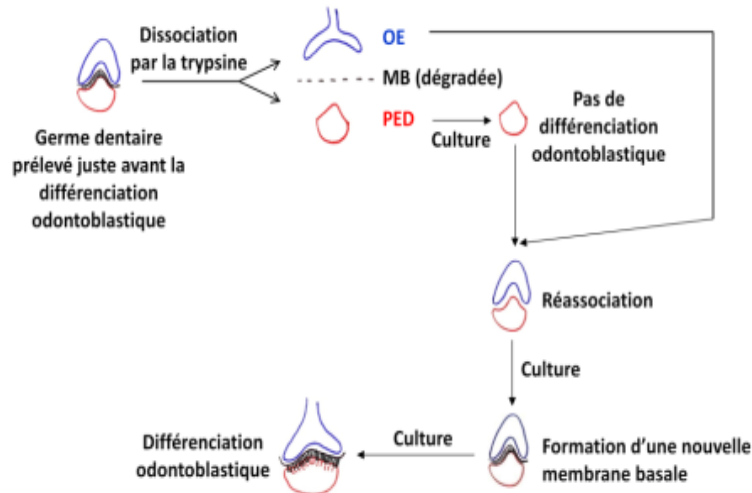 Dissociation
par la trypsine
OE
MB (dégradée)
PED
Culture
Pas de
différenciation
odontoblastique
Germe dentaire
prélevé juste avant la
différenciation
odontoblastique
Réassociation
Culture
Différenciation
odontoblastique
Culture
Formation d'une nouvelle
membrane basale